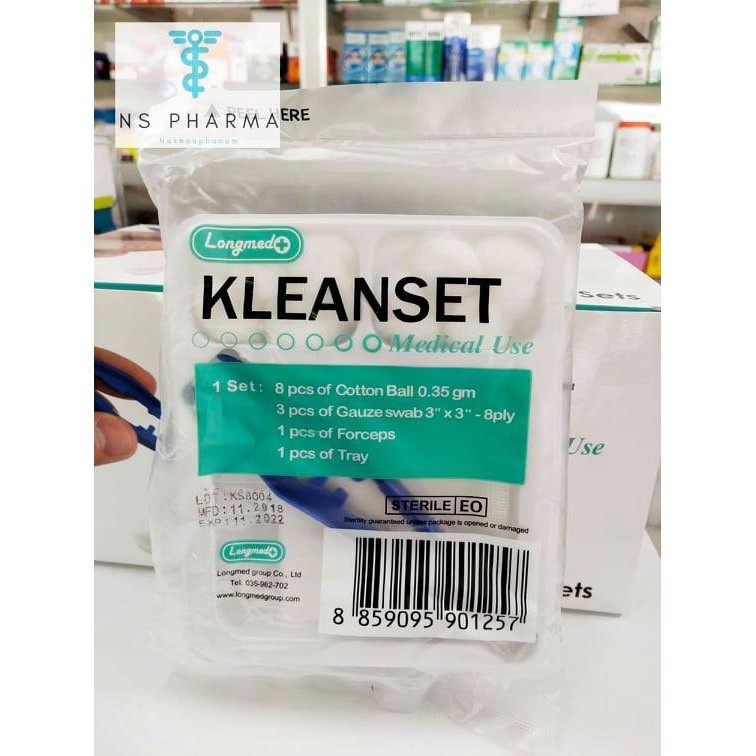 NS PHARMA
Nakhonphanom
PEEL HERE
Longmed
KLEANSET
Medical Use
1 Set: 8 pcs of Cotton Ball 0.35 gm
3 pcs of Gauze swab 3" x 3" - 8ply
1 pcs of Forceps
1 pcs of Tray
LOT: KS8004
MFD: 11.2018
EXP: 11.2022
STERILE EO
Sterility guaranteed unless package is opened or damaged
Longmed
Longmed group Co., Ltd
Tel. 035-962-702
www.longmedgroup.com
8 859095 901257
Sets
Use
ets